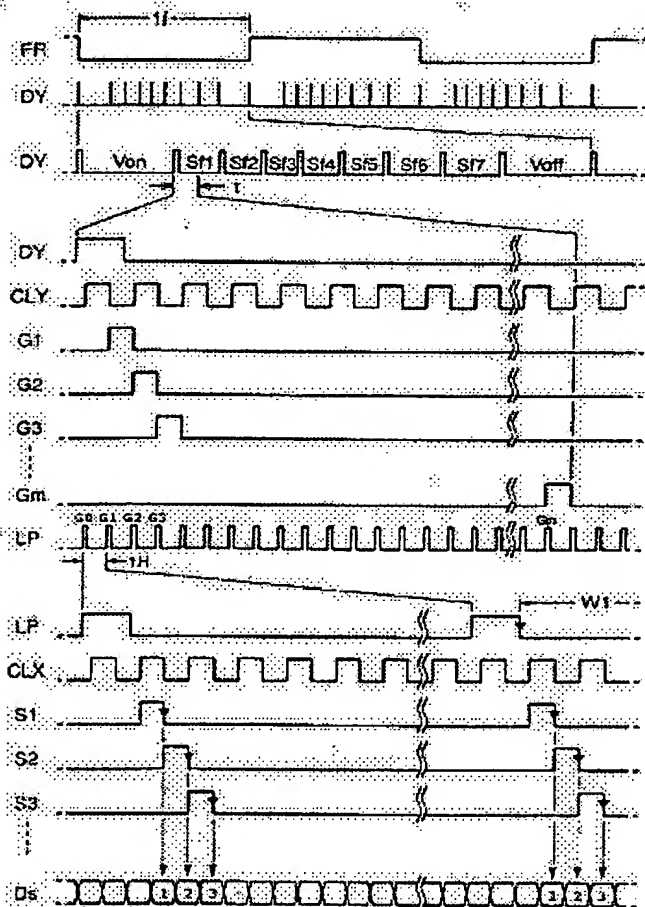 1f
FR
DY
DY Von Sf1 Sf2 Sf3 Sf4 Sf5 Sf6 Sf7 Voff
τ
DY
CLY
G1
G2
G3
Gm
G0 G1 G2 G3 Gm
LP
1H
W1
LP
CLX
S1
S2
S3
Ds 1 2 3 1 2 3